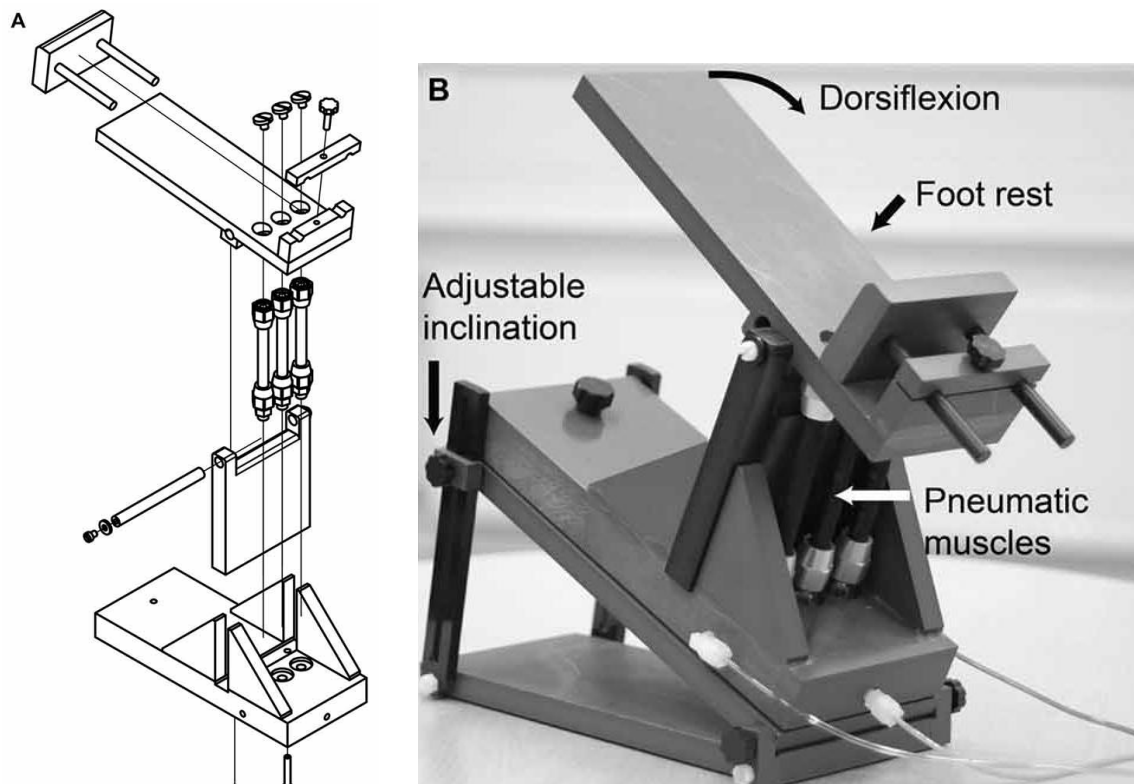 A
B
Dorsiflexion
Foot rest
Adjustable
inclination
Pneumatic
muscles